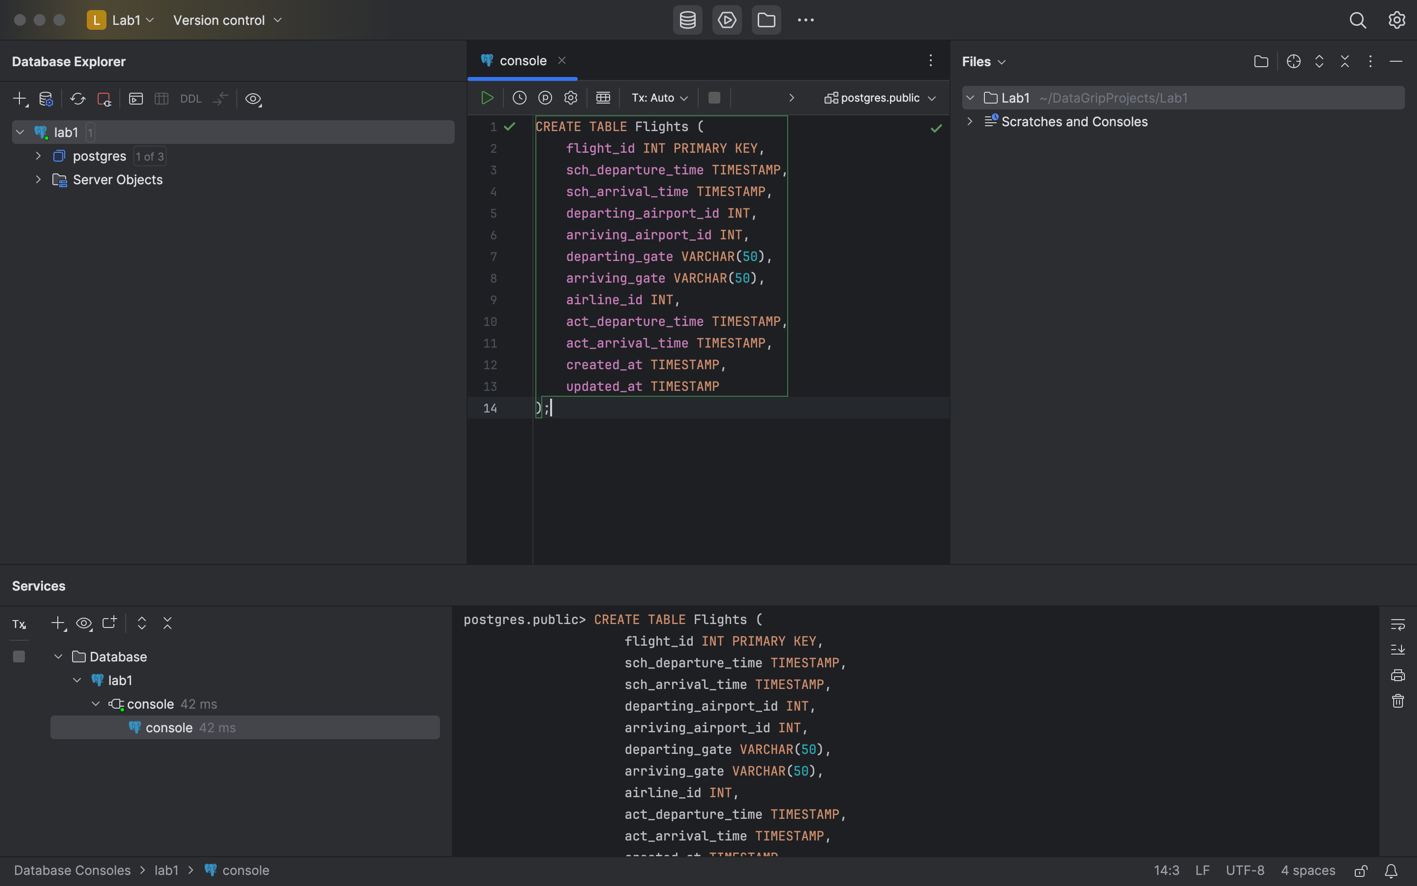 L Lab1 Version control
Database Explorer
DDL
lab1 1
postgres 1 of 3
Server Objects
console
Tx: Auto postgres.public
1 CREATE TABLE Flights (
2 flight_id INT PRIMARY KEY,
3 sch_departure_time TIMESTAMP,
4 sch_arrival_time TIMESTAMP,
5 departing_airport_id INT,
6 arriving_airport_id INT,
7 departing_gate VARCHAR(50),
8 arriving_gate VARCHAR(50),
9 airline_id INT,
10 act_departure_time TIMESTAMP,
11 act_arrival_time TIMESTAMP,
12 created_at TIMESTAMP,
13 updated_at TIMESTAMP
14 );
Files
Lab1 ~/DataGripProjects/Lab1
Scratches and Consoles
Services
Tx
Database
lab1
console 42 ms
console 42 ms
postgres.public> CREATE TABLE Flights (
flight_id INT PRIMARY KEY,
sch_departure_time TIMESTAMP,
sch_arrival_time TIMESTAMP,
departing_airport_id INT,
arriving_airport_id INT,
departing_gate VARCHAR(50),
arriving_gate VARCHAR(50),
airline_id INT,
act_departure_time TIMESTAMP,
act_arrival_time TIMESTAMP,
created_at TIMESTAMP
Database Consoles > lab1 > console
14:3 LF UTF-8 4 spaces